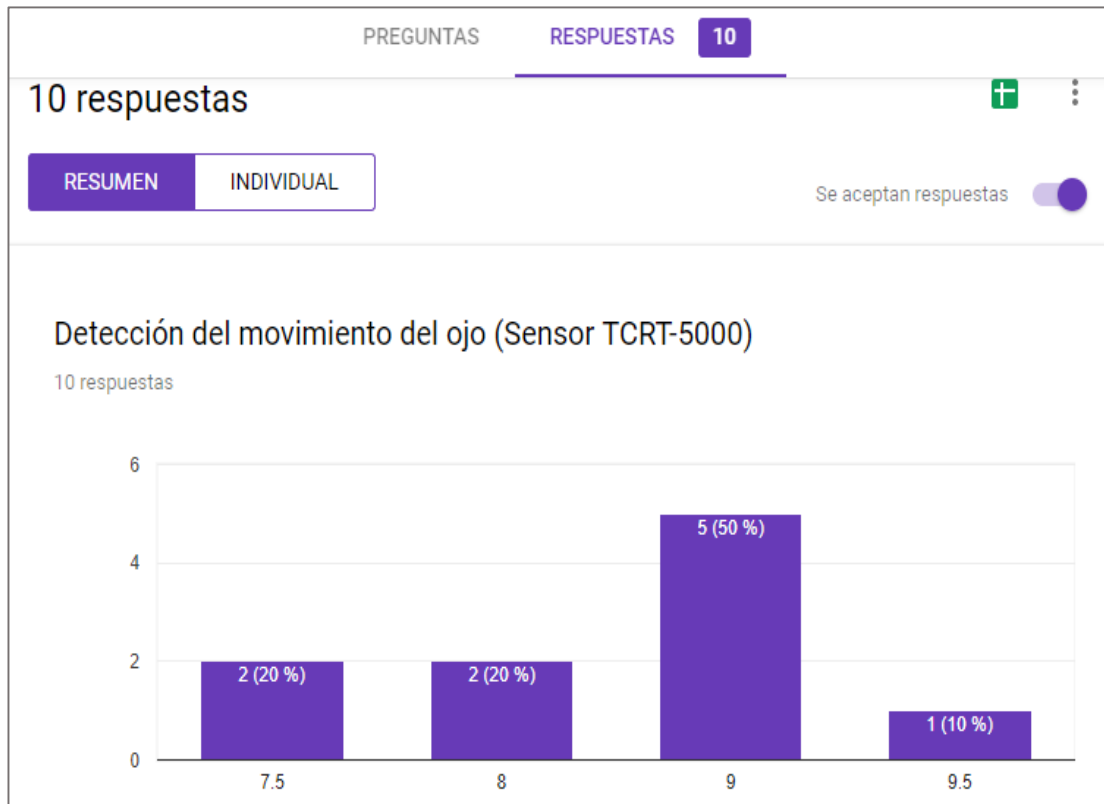 PREGUNTAS RESPUESTAS 10
10 respuestas
RESUMEN INDIVIDUAL
Se aceptan respuestas
Detección del movimiento del ojo (Sensor TCRT-5000)
10 respuestas
6
4
2
0
2 (20 %)
2 (20 %)
5 (50 %)
1 (10 %)
7.5 8 9 9.5